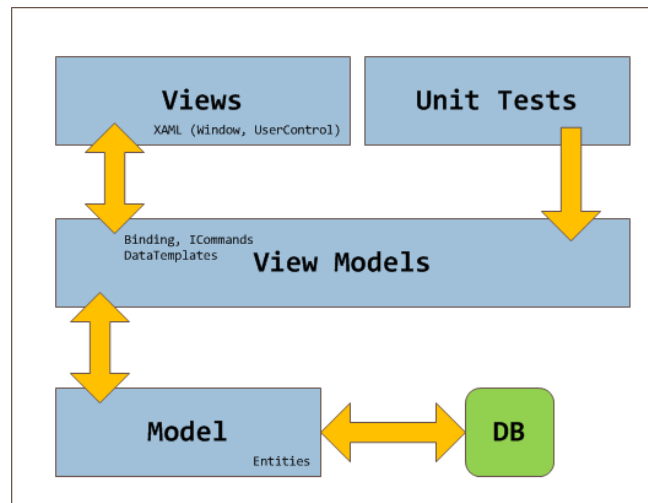 Views
XAML (Window, UserControl)
Unit Tests
Binding, ICommands
DataTemplates
View Models
Model
Entities
DB